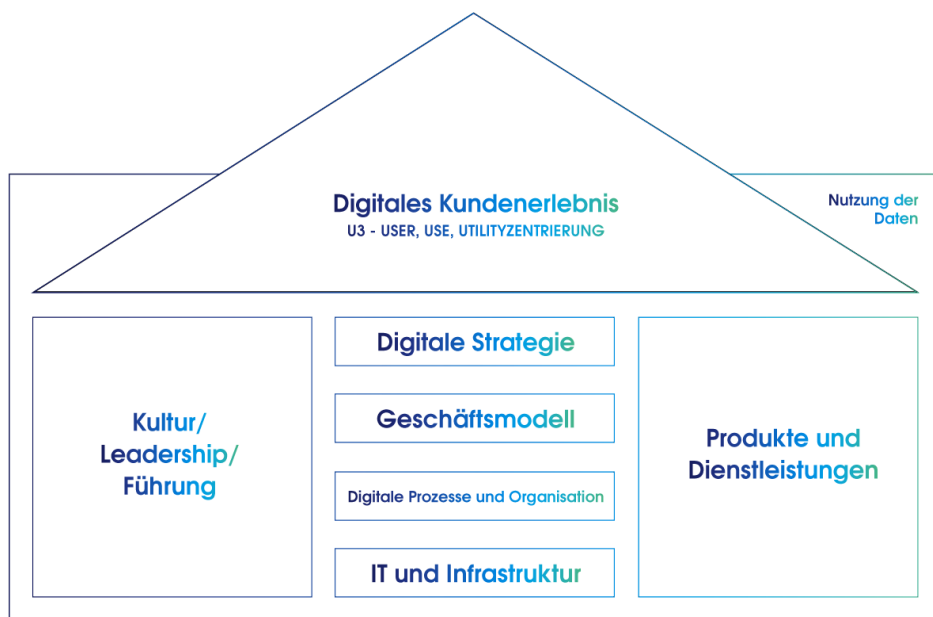 Digitales Kundenerlebnis
U3 - USER, USE, UTILITYZENTRIERUNG
Nutzung der
Daten
Kultur/
Leadership/
Führung
Digitale Strategie
Geschäftsmodell
Digitale Prozesse und Organisation
IT und Infrastruktur
Produkte und
Dienstleistungen